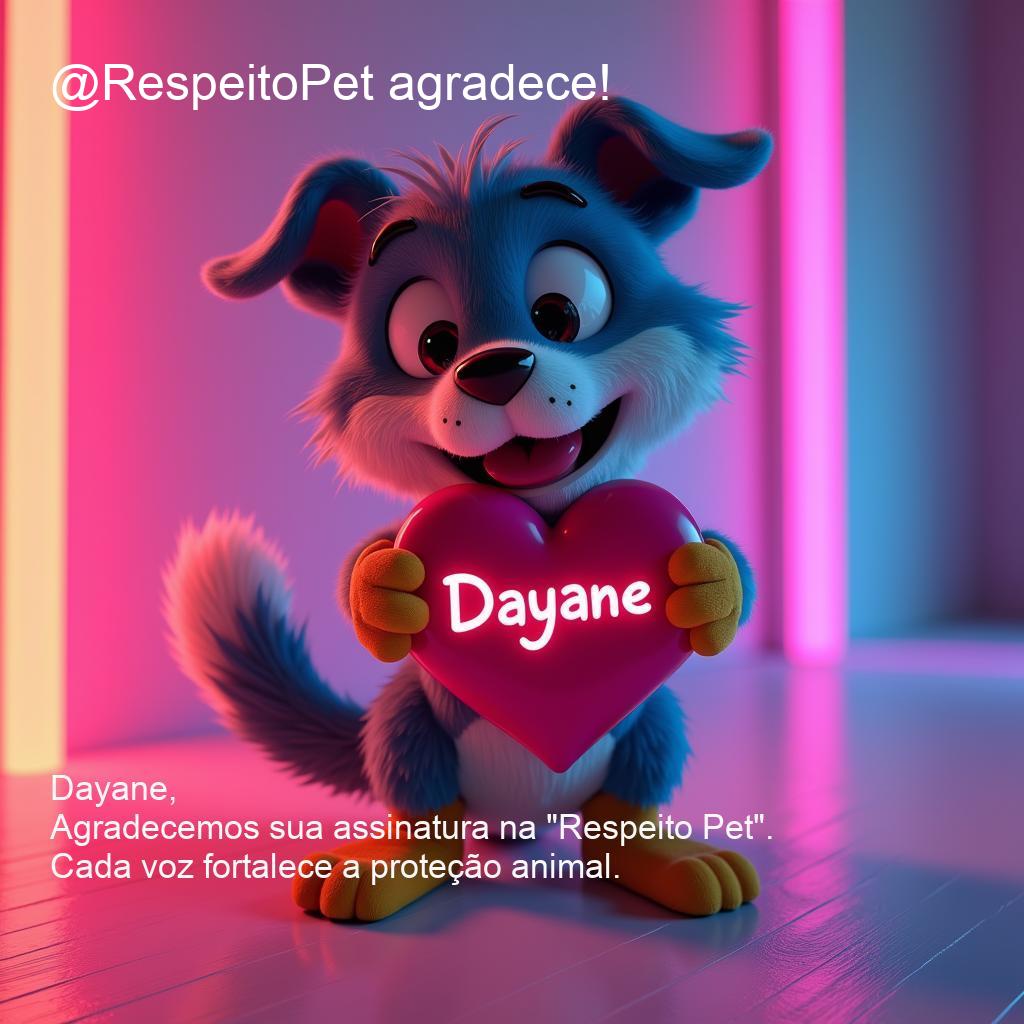 @RespeitoPet agradece!
Dayane
Dayane,
Agradecemos sua assinatura na "Respeito Pet".
Cada voz fortalece a proteção animal.